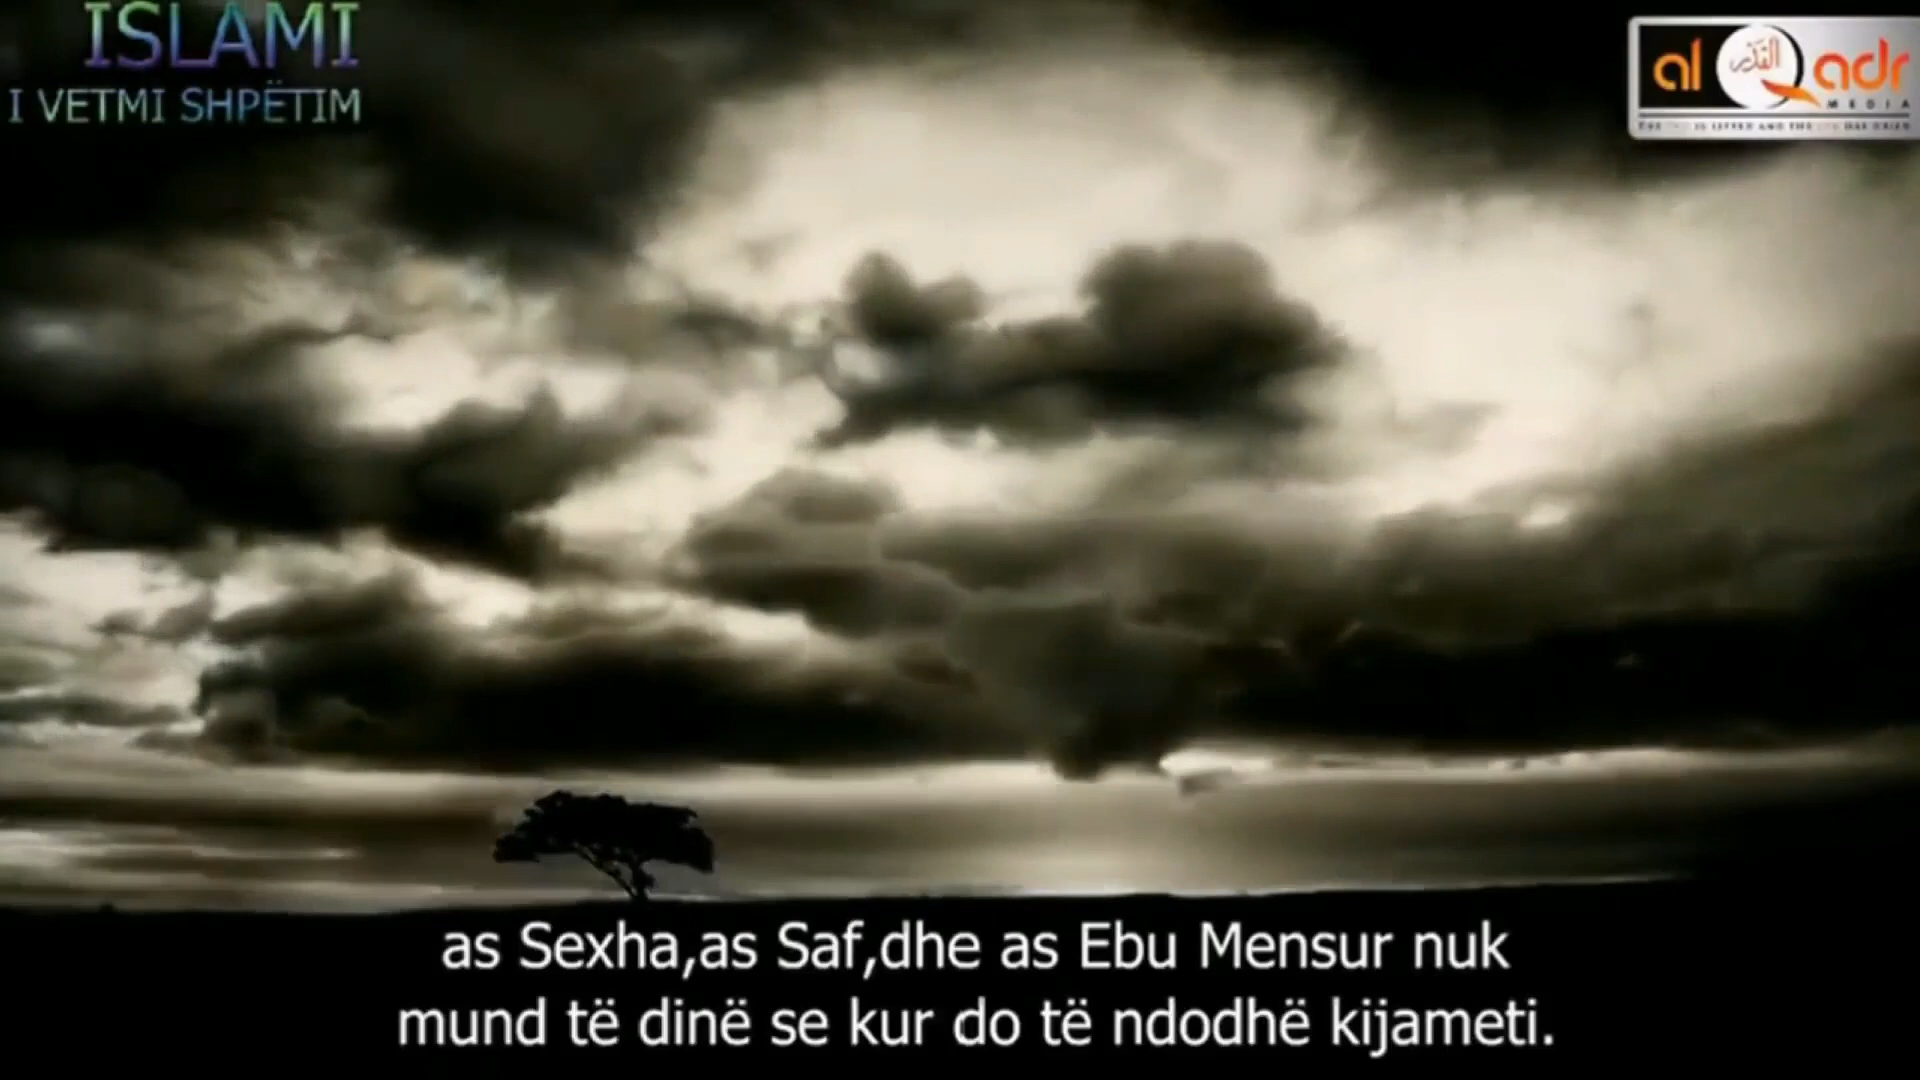 ISLAMI
I VETMI SHPËTIM
al Qadr
القدر
MEDIA
as Sexha,as Saf,dhe as Ebu Mensur nuk
mund të dinë se kur do të ndodhë kijameti.